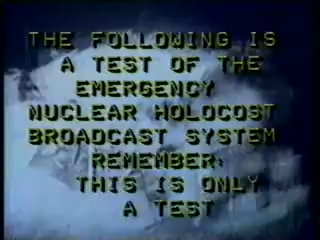 THE FOLLOWING IS
A TEST OF THE
EMERGENCY
NUCLEAR HOLOCOST
BROADCAST SYSTEM
REMEMBER:
THIS IS ONLY
A TEST